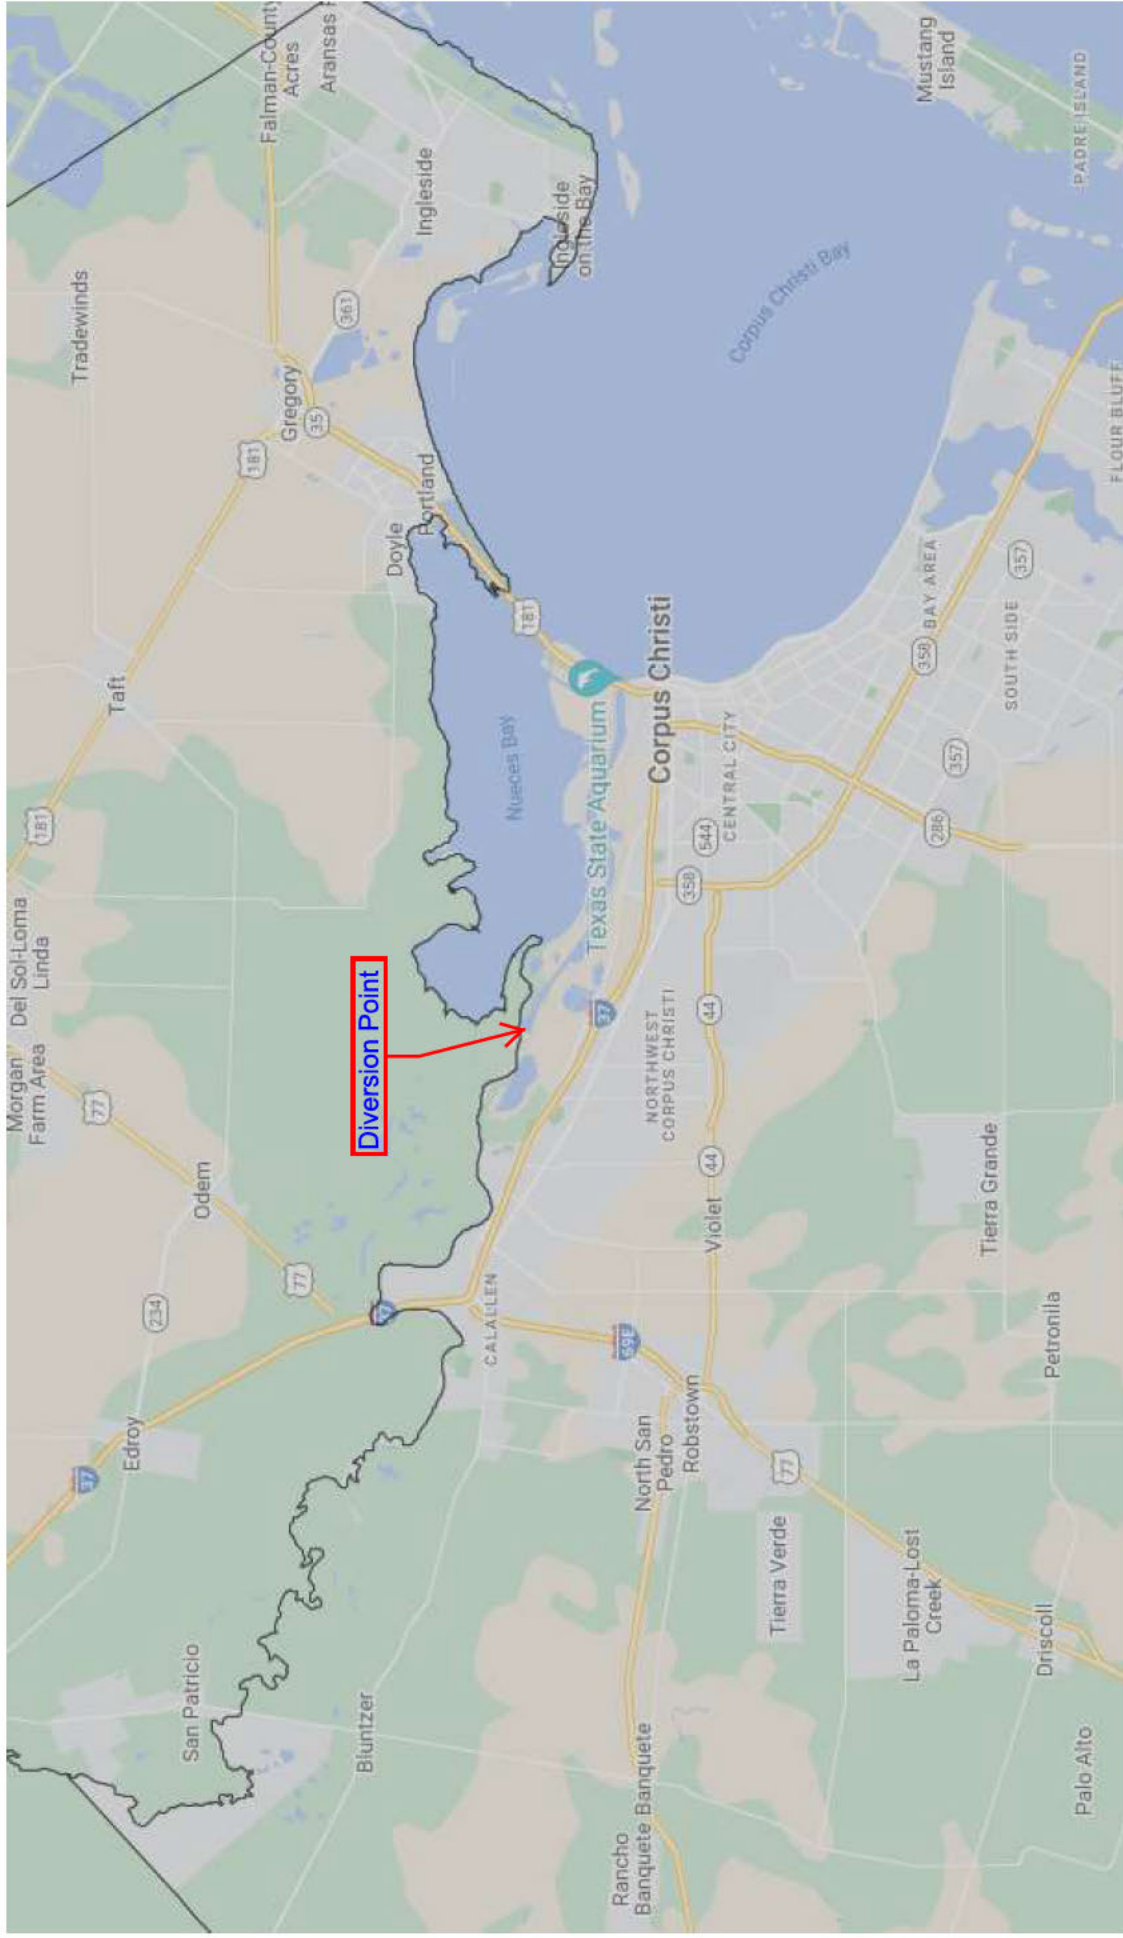 Morgan
Farm Area
Del Sol-Loma
Linda
181
37
77
Tradewinds
Taft
Edroy
234
San Patricio
Odem
181
Falman-County
Acres
77
Gregory
35
Aransas
361
Bluntzer
Diversion Point
37
Doyle
Portland
Ingleside
CALALLEN
Nueces Bay
181
Ingleside
on the Bay
Texas State Aquarium
37
69E
Rancho
Banquete
Banquete
North San
Pedro
Robstown
NORTHWEST
CORPUS CHRISTI
Corpus Christi
358
544
44
44
Violet
CENTRAL CITY
Corpus Christi Bay
Tierra Verde
77
La Paloma-Lost
Creek
358
BAY AREA
286
357
Mustang
Island
Tierra Grande
SOUTH SIDE
357
Driscoll
Petronila
Palo Alto
PADRE ISLAND
FLOUR BLUFF